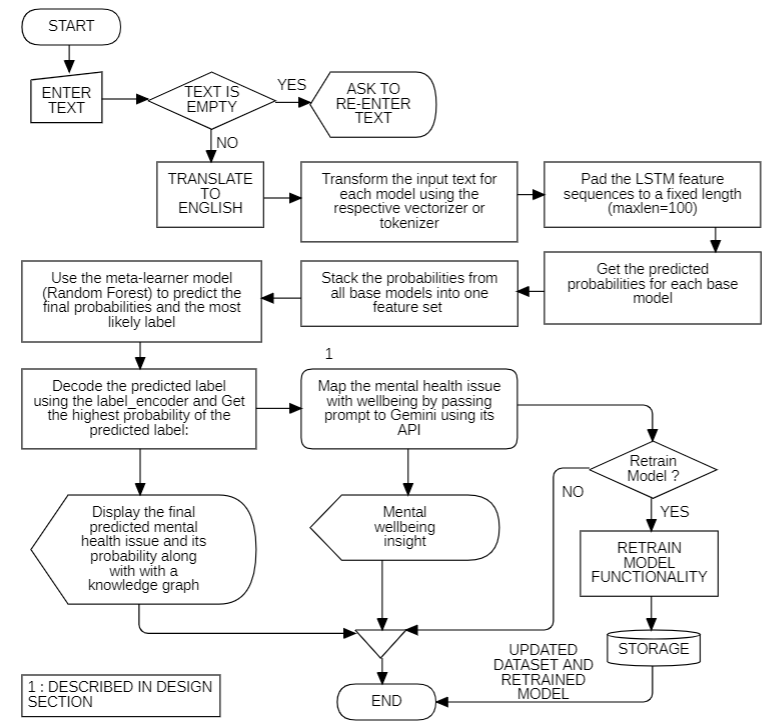 START
ENTER
TEXT
TEXT IS
EMPTY
YES
ASK TO
RE-ENTER
TEXT
NO
TRANSLATE
TO
ENGLISH
Transform the input text for
each model using the
respective vectorizer or
tokenizer
Pad the LSTM feature
sequences to a fixed length
(maxlen=100)
Get the predicted
probabilities for each base
model
Stack the probabilities from
all base models into one
feature set
Use the meta-learner model
(Random Forest) to predict the
final probabilities and the most
likely label
Decode the predicted label
using the label_encoder and Get
the highest probability of the
predicted label:
1
Map the mental health issue
with wellbeing by passing
prompt to Gemini using its
API
Retrain
Model ?
NO
YES
Display the final
predicted mental
health issue and its
probability along
with with a
knowledge graph
Mental
wellbeing
insight
RETRAIN
MODEL
FUNCTIONALITY
STORAGE
UPDATED
DATASET AND
RETRAINED
MODEL
END
1 : DESCRIBED IN DESIGN
SECTION